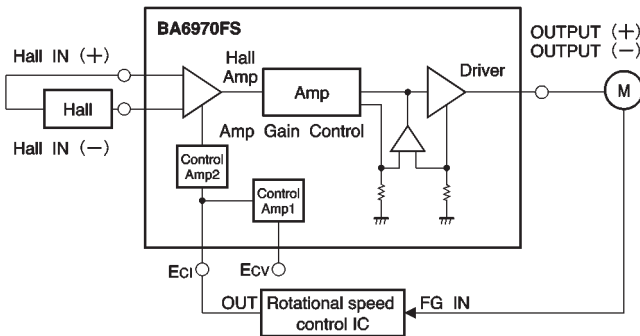 BA6970FS
OUTPUT (+)
OUTPUT (−)
Hall IN (+)
Hall
Amp
Driver
Hall
Amp
M
Amp Gain Control
Hall IN (−)
Control
Amp2
Control
Amp1
ECI
ECV
OUT
Rotational speed
control IC
FG IN